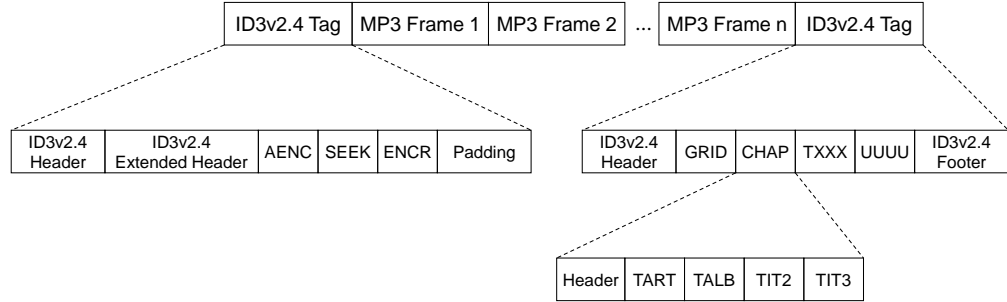 ID3v2.4 Tag MP3 Frame 1 MP3 Frame 2 ... MP3 Frame n ID3v2.4 Tag
ID3v2.4 Header ID3v2.4 Extended Header AENC SEEK ENCR Padding
ID3v2.4 Header GRID CHAP TXXX UUUU ID3v2.4 Footer
Header TART TALB TIT2 TIT3